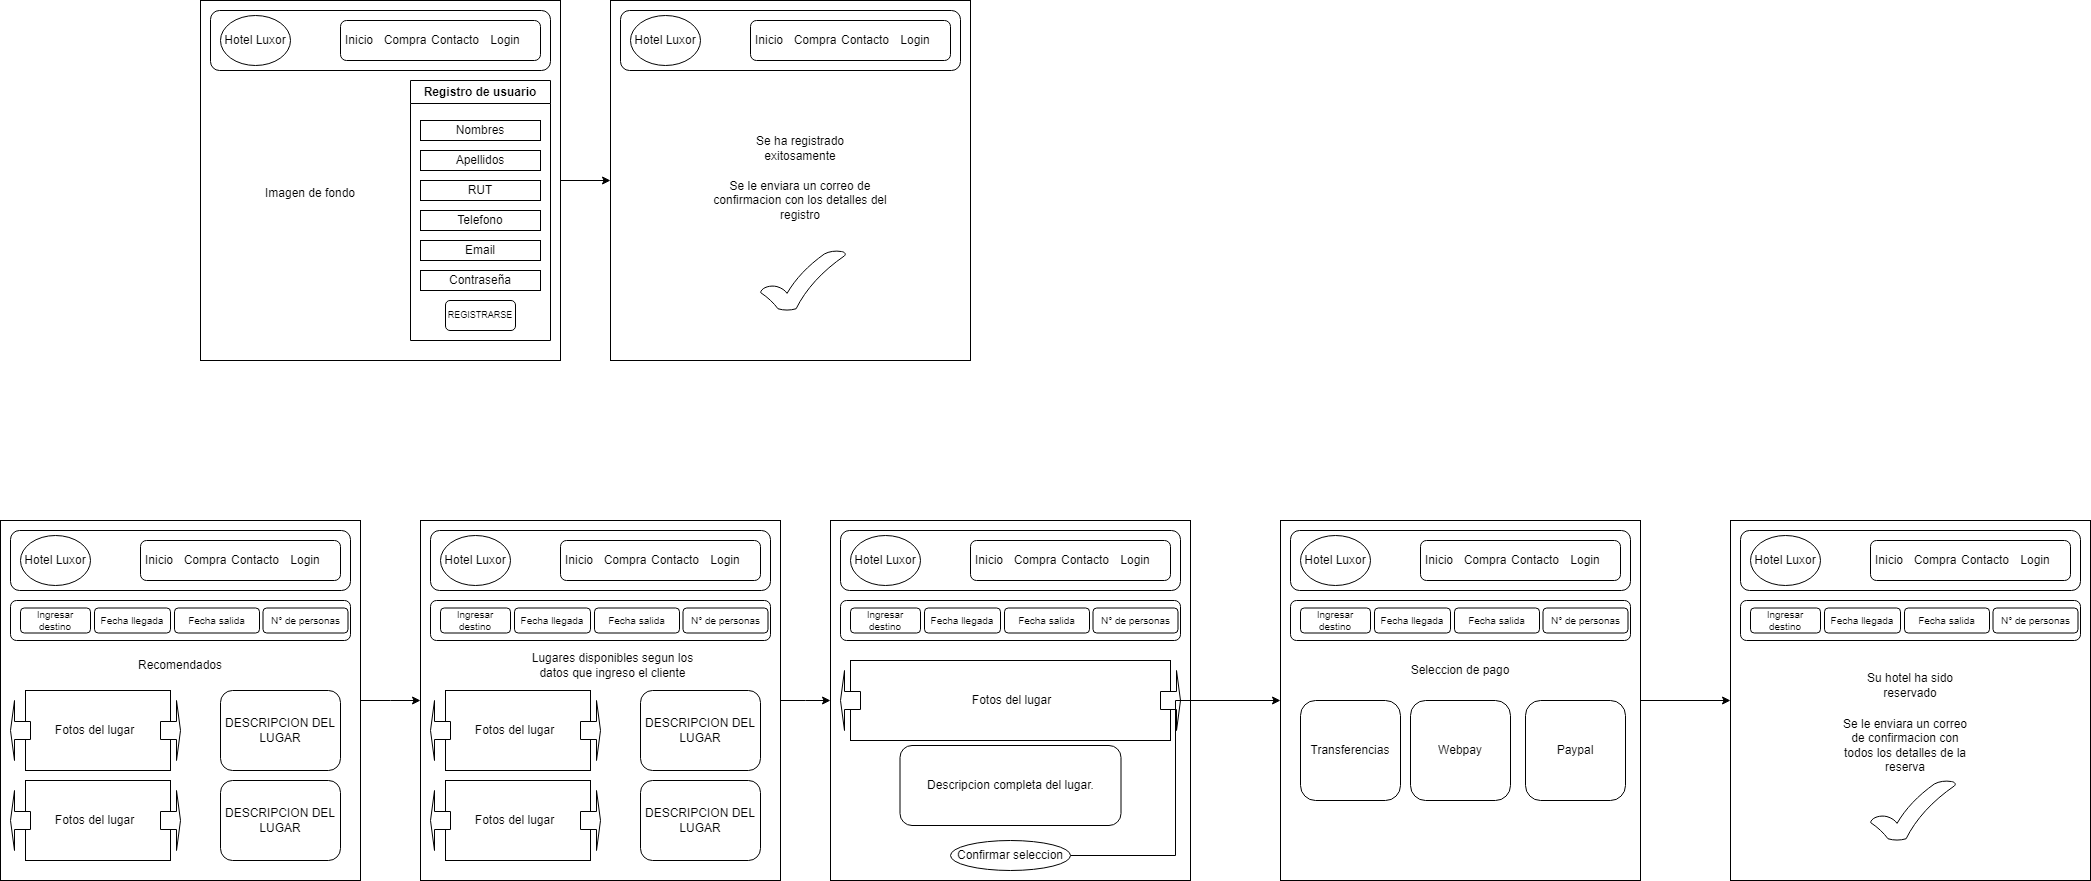 Hotel Luxor
Inicio Compra Contacto Login
Registro de usuario
Nombres
Apellidos
RUT
Telefono
Email
Contraseña
REGISTRARSE
Imagen de fondo
Hotel Luxor
Inicio Compra Contacto Login
Se ha registrado
exitosamente
Se le enviara un correo de
confirmacion con los detalles del
registro
Hotel Luxor
Inicio Compra Contacto Login
Ingresar
destino
Fecha llegada
Fecha salida
N° de personas
Recomendados
Fotos del lugar
DESCRIPCION DEL
LUGAR
Fotos del lugar
DESCRIPCION DEL
LUGAR
Hotel Luxor
Inicio Compra Contacto Login
Ingresar
destino
Fecha llegada
Fecha salida
N° de personas
Lugares disponibles segun los
datos que ingreso el cliente
Fotos del lugar
DESCRIPCION DEL
LUGAR
Fotos del lugar
DESCRIPCION DEL
LUGAR
Hotel Luxor
Inicio Compra Contacto Login
Ingresar
destino
Fecha llegada
Fecha salida
N° de personas
Fotos del lugar
Descripcion completa del lugar.
Confirmar seleccion
Hotel Luxor
Inicio Compra Contacto Login
Ingresar
destino
Fecha llegada
Fecha salida
N° de personas
Seleccion de pago
Transferencias
Webpay
Paypal
Hotel Luxor
Inicio Compra Contacto Login
Ingresar
destino
Fecha llegada
Fecha salida
N° de personas
Su hotel ha sido
reservado
Se le enviara un correo
de confirmacion con
todos los detalles de la
reserva